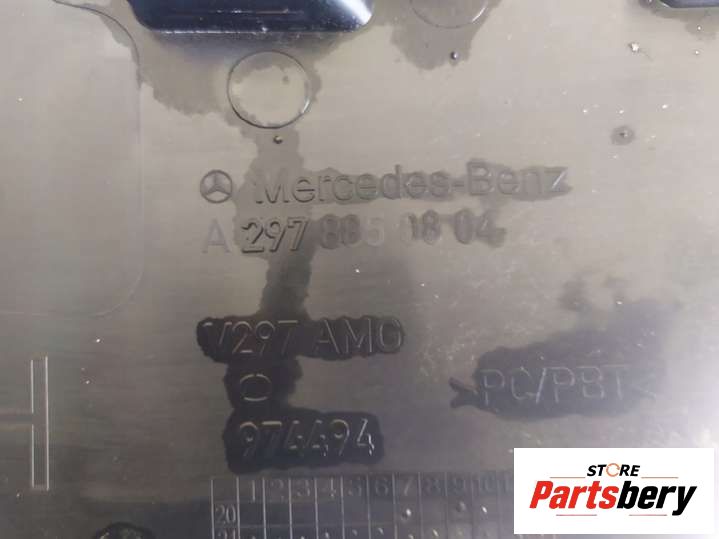 Mercedes-Benz
A 297 885 08 04
V297 AMG
>PC/PBT<
974494
1 2 3 4 5 6 7 8 9 10 1
20
21
STORE
Partsbery